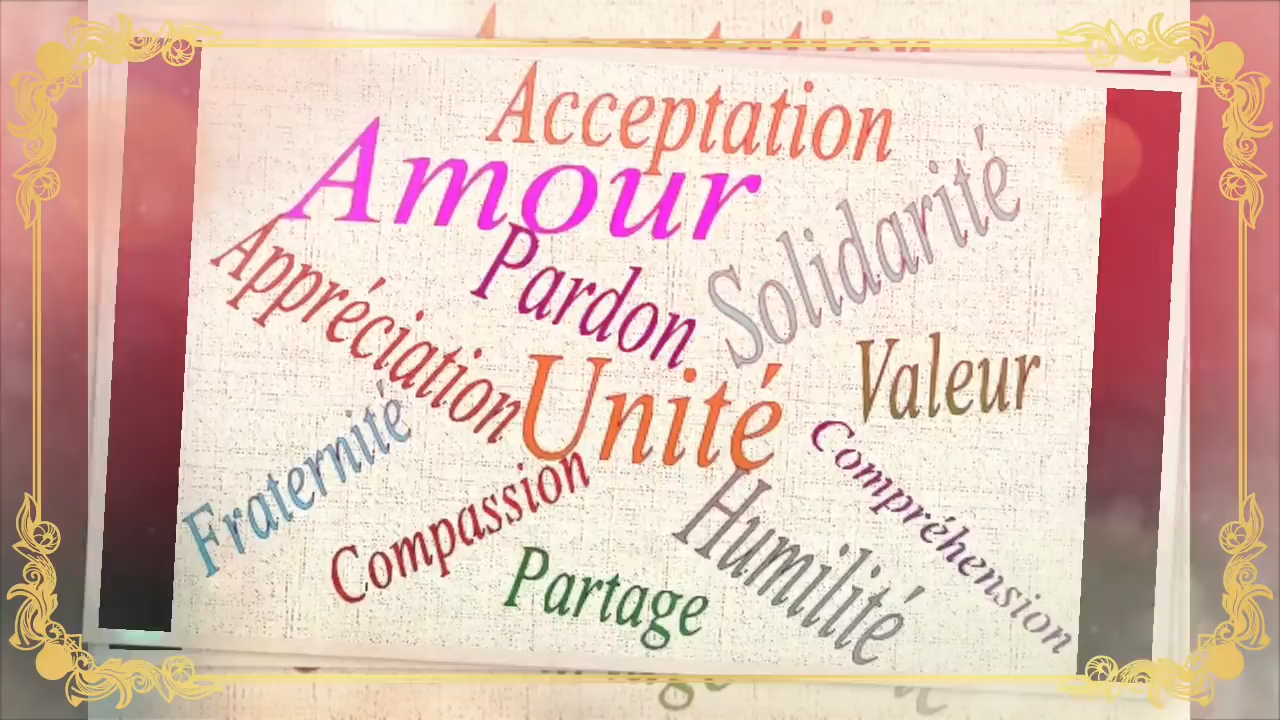 Acceptation
Amour
Solidarité
Pardon
Appréciation
Unité
Valeur
Fraternité
Compassion
Compréhension
Humilité
Partage